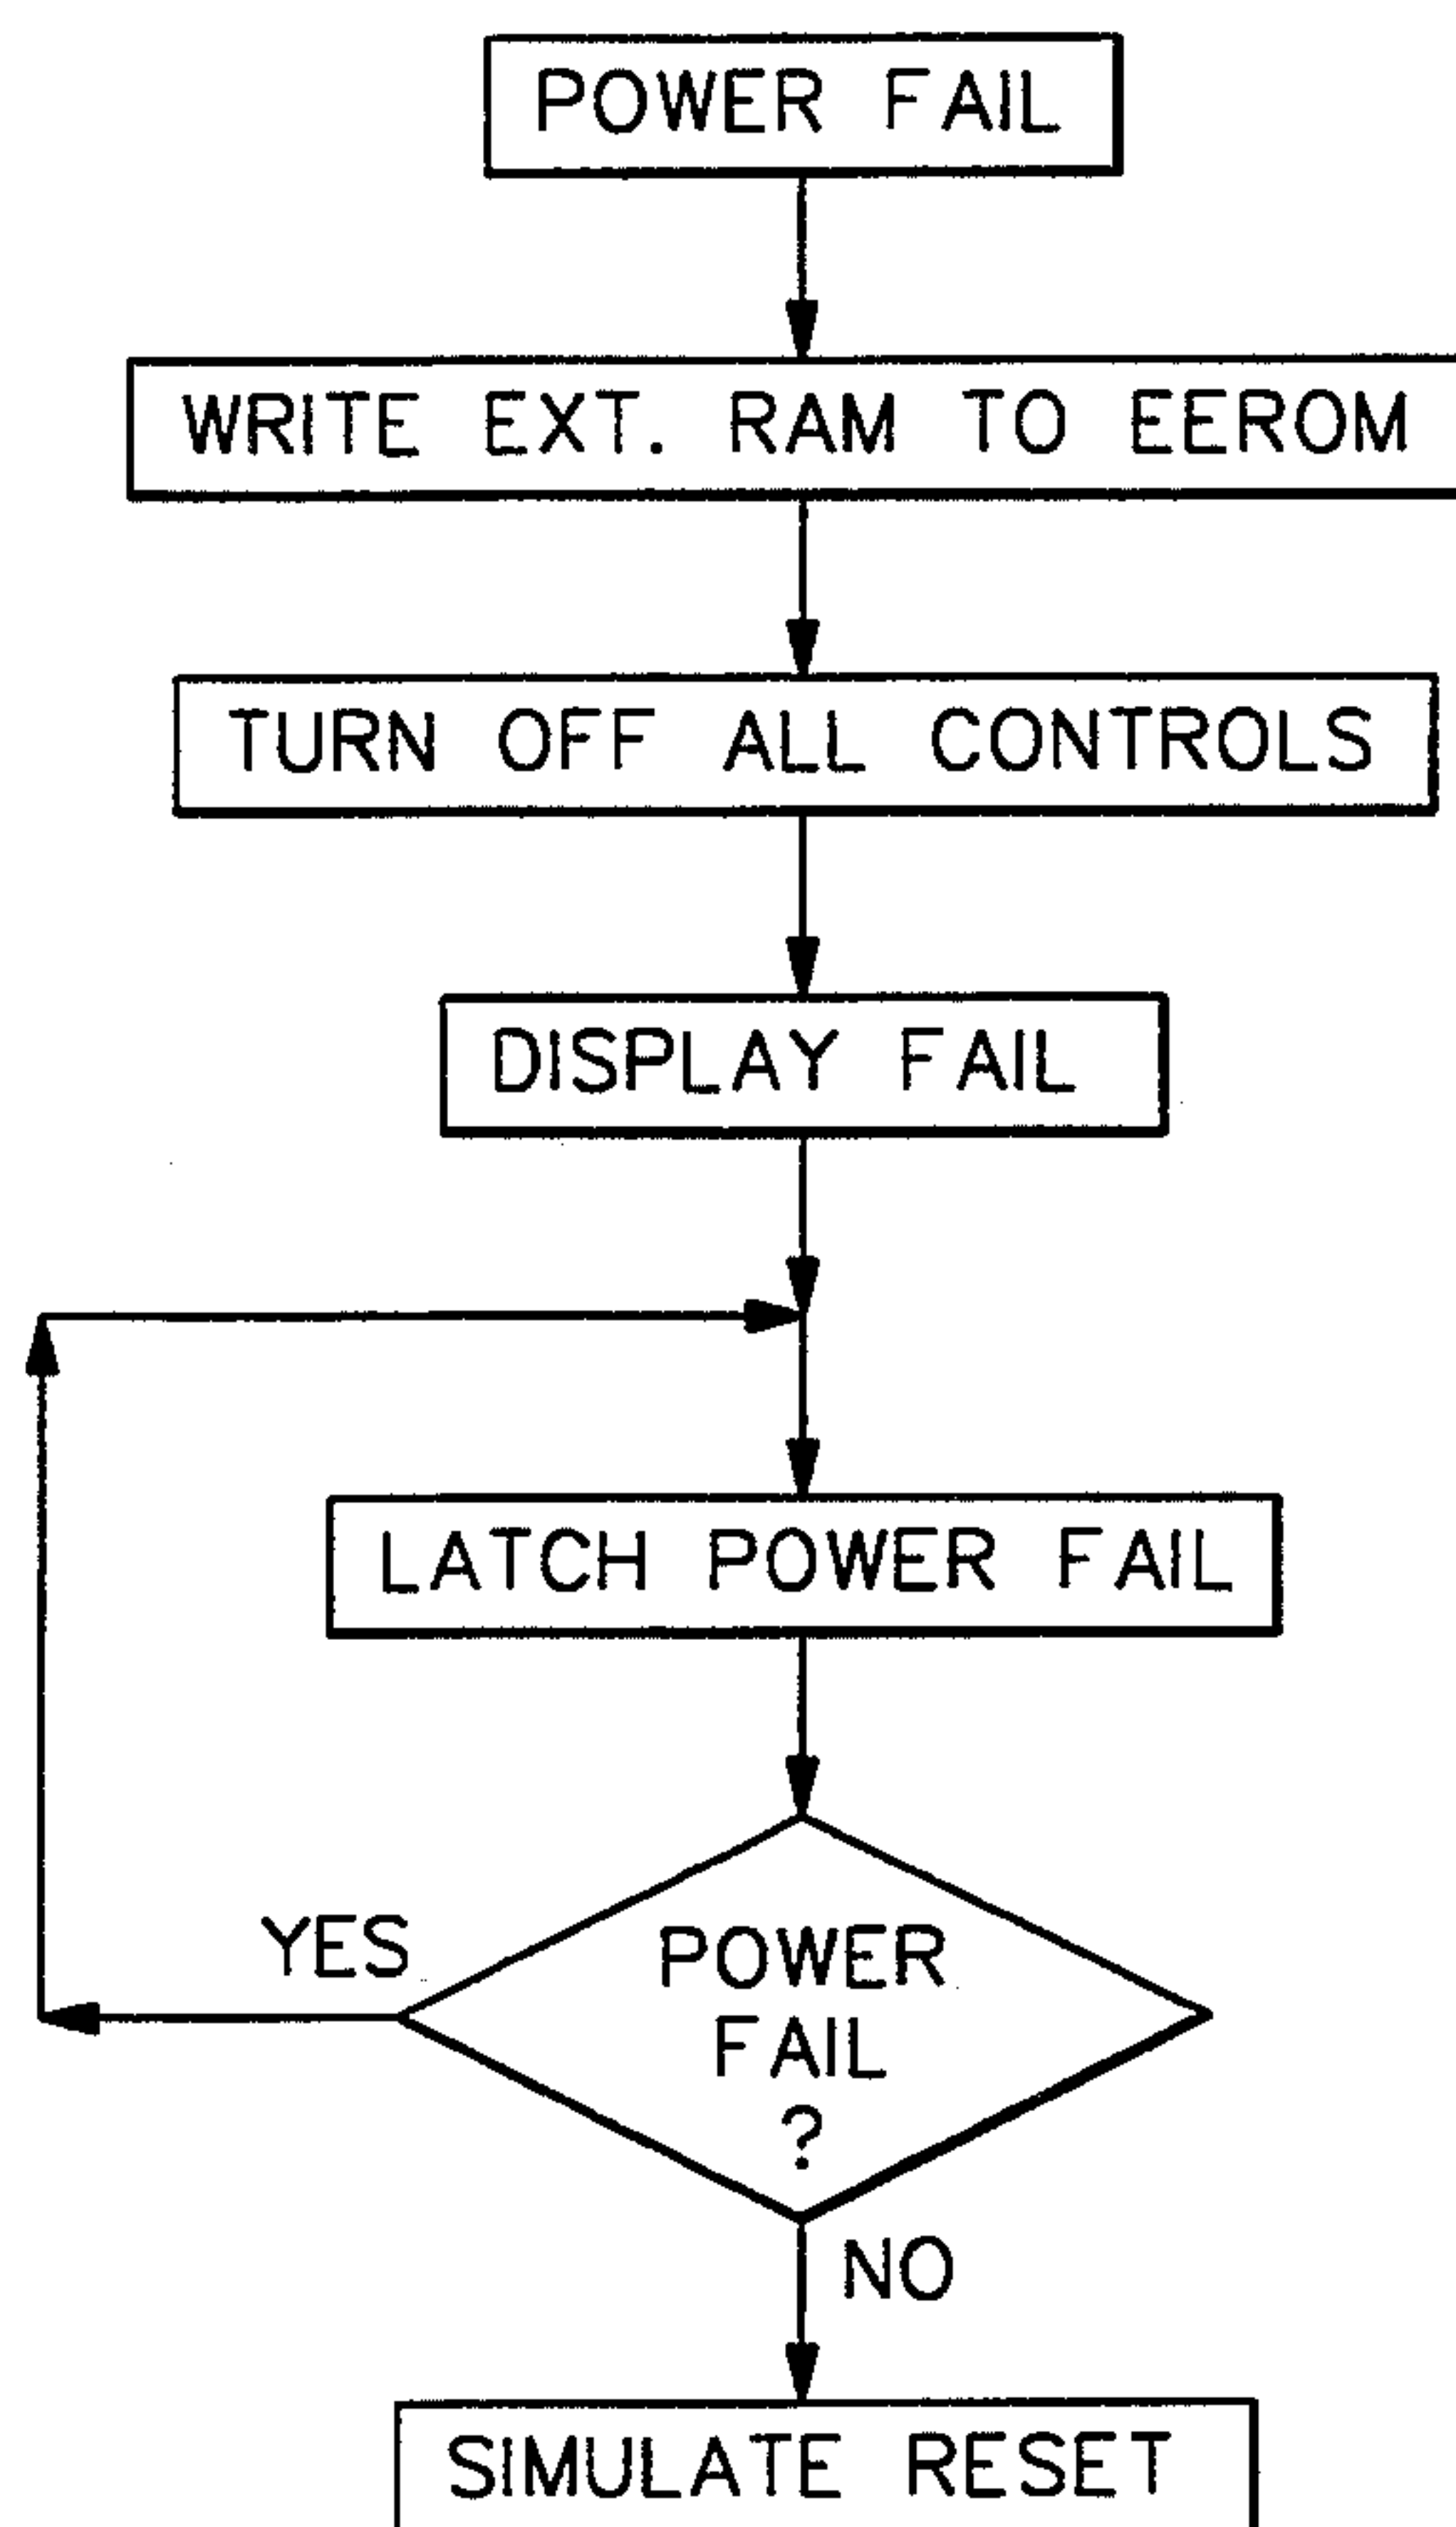 POWER FAIL
WRITE EXT. RAM TO EEROM
TURN OFF ALL CONTROLS
DISPLAY FAIL
LATCH POWER FAIL
YES
POWER
FAIL
?
NO
SIMULATE RESET